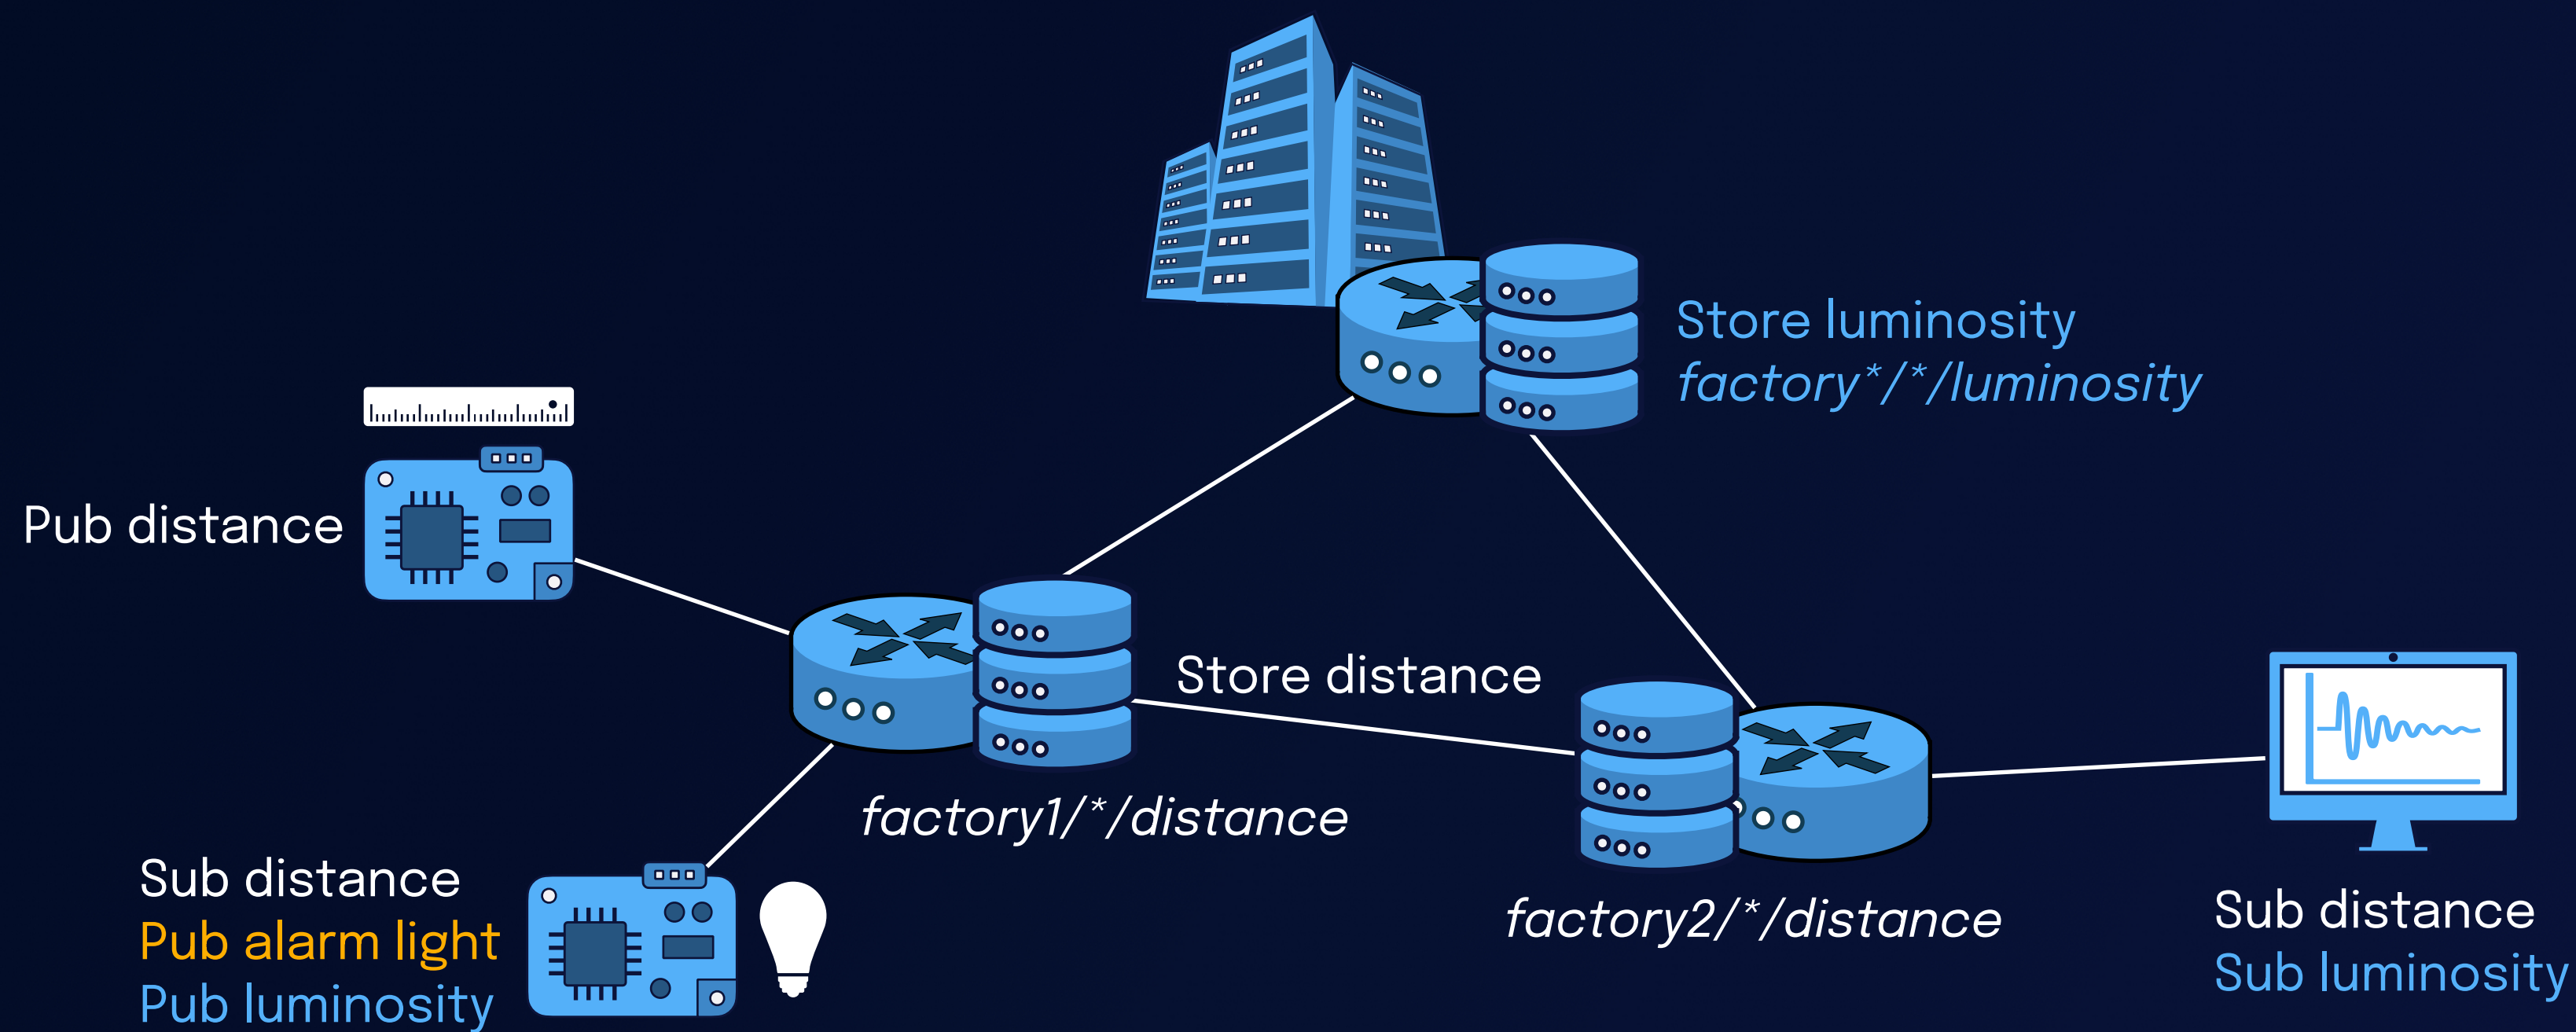 Store luminosity
factory*/*/luminosity
Pub distance
Store distance
factory1/*/distance
factory2/*/distance
Sub distance
Pub alarm light
Pub luminosity
Sub distance
Sub luminosity